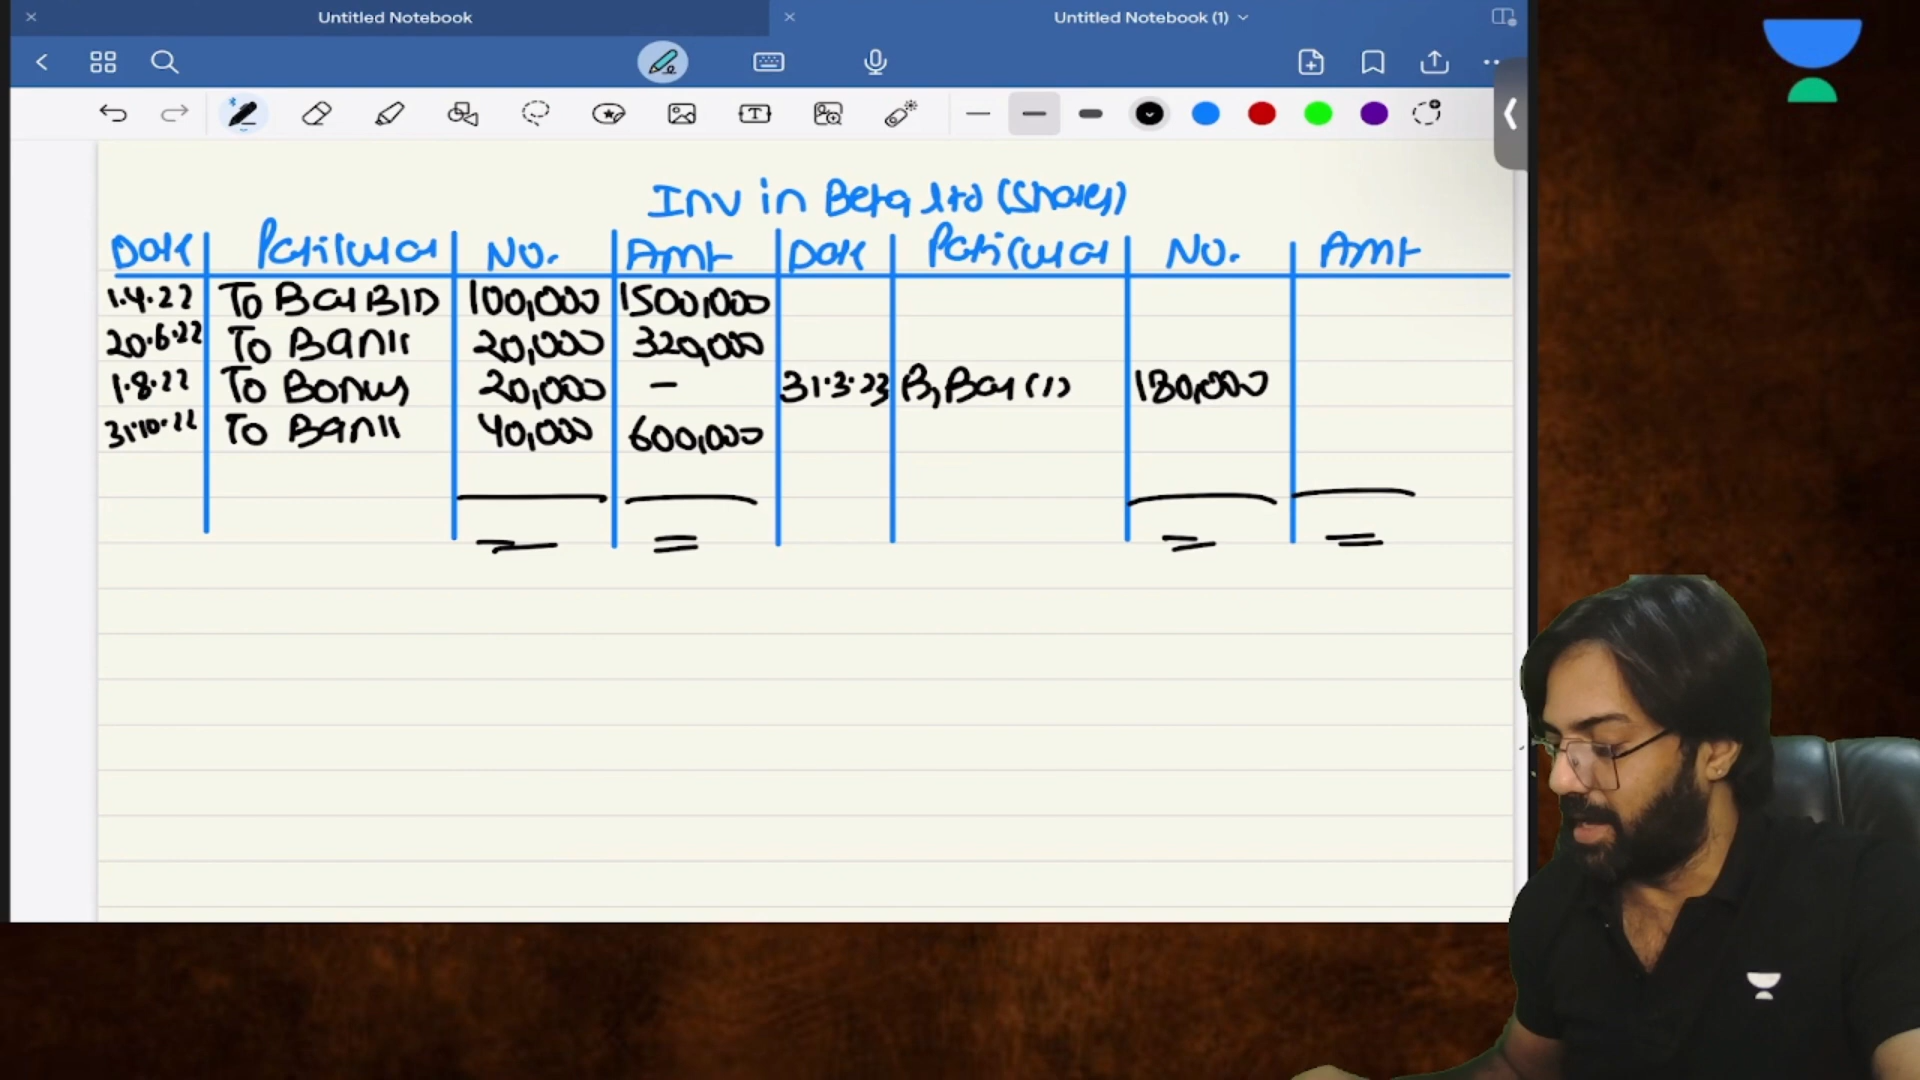 Untitled Notebook
Untitled Notebook (1)
Inv in Beta Ltd (Shares)
Date Particular No. Amt Date Particular No. Amt
1.4.22 To Bal B/D 100,000 1500,000
20.6.22 To Bank 20,000 320,000
1.8.22 To Bonus 20,000 — 31.3.23 By Bal C/D 180,000
31.10.22 To Bank 40,000 600,000